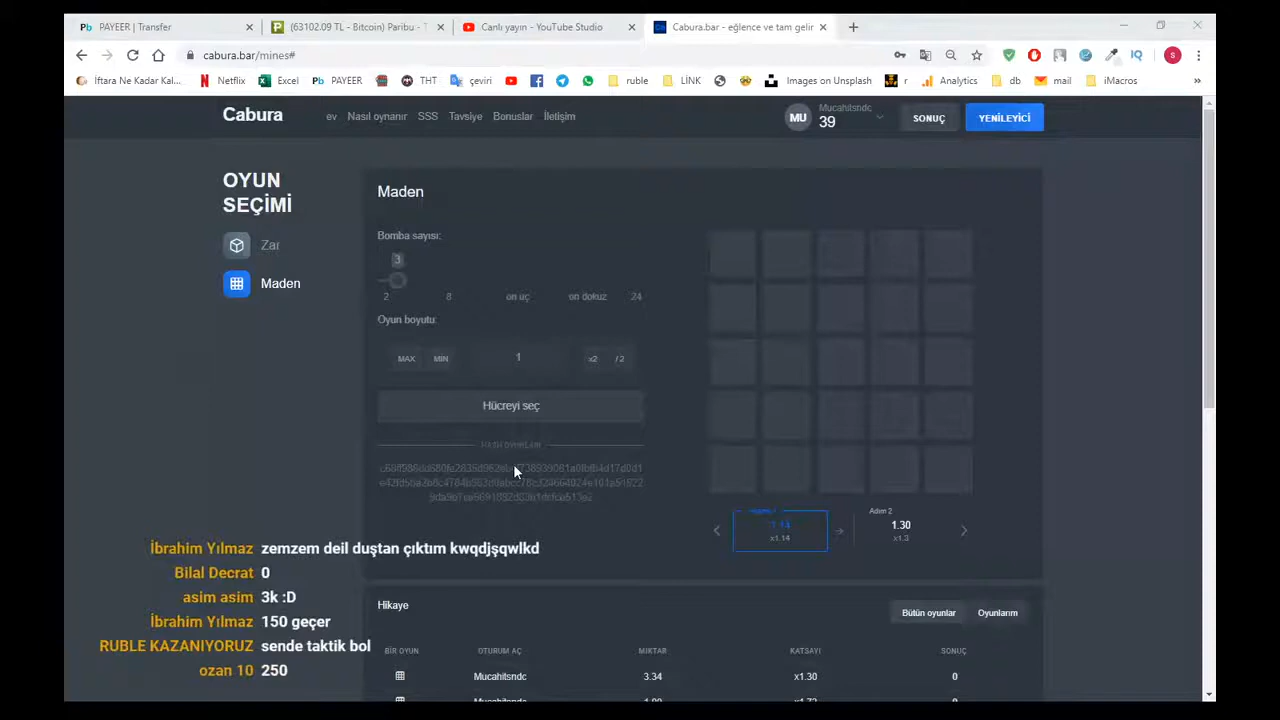 PAYEER | Transfer
(63102.09 TL - Bitcoin) Paribu - T
Canlı yayın - YouTube Studio
Cabura.bar - eğlence ve tam gelir
cabura.bar/mines#
İftara Ne Kadar Kal...
Netflix
Excel
PAYEER
THT
çeviri
ruble
LİNK
Images on Unsplash
r
Analytics
db
mail
iMacros
Cabura
ev
Nasıl oynanır
SSS
Tavsiye
Bonuslar
İletişim
MU
Mucahitsndc
39
SONUÇ
YENİLEYİCİ
OYUN
SEÇİMİ
Zar
Maden
Maden
Bomba sayısı:
3
2 8 on üç on dokuz 24
Oyun boyutu:
MAX MIN 1 x2 /2
Hücreyi seç
1.14
x1.14
Adım 2
1.30
x1.3
İbrahim Yılmaz zemzem deil duştan çıktım kwqdjşqwlkd
Bilal Decrat 0
asim asim 3k :D
İbrahim Yılmaz 150 geçer
RUBLE KAZANIYORUZ sende taktik bol
ozan 10 250
Hikaye
Bütün oyunlar
Oyunlarım
BİR OYUN OTURUM AÇ MIKTAR KATSAYI SONUÇ
Mucahitsndc 3.34 x1.30 0